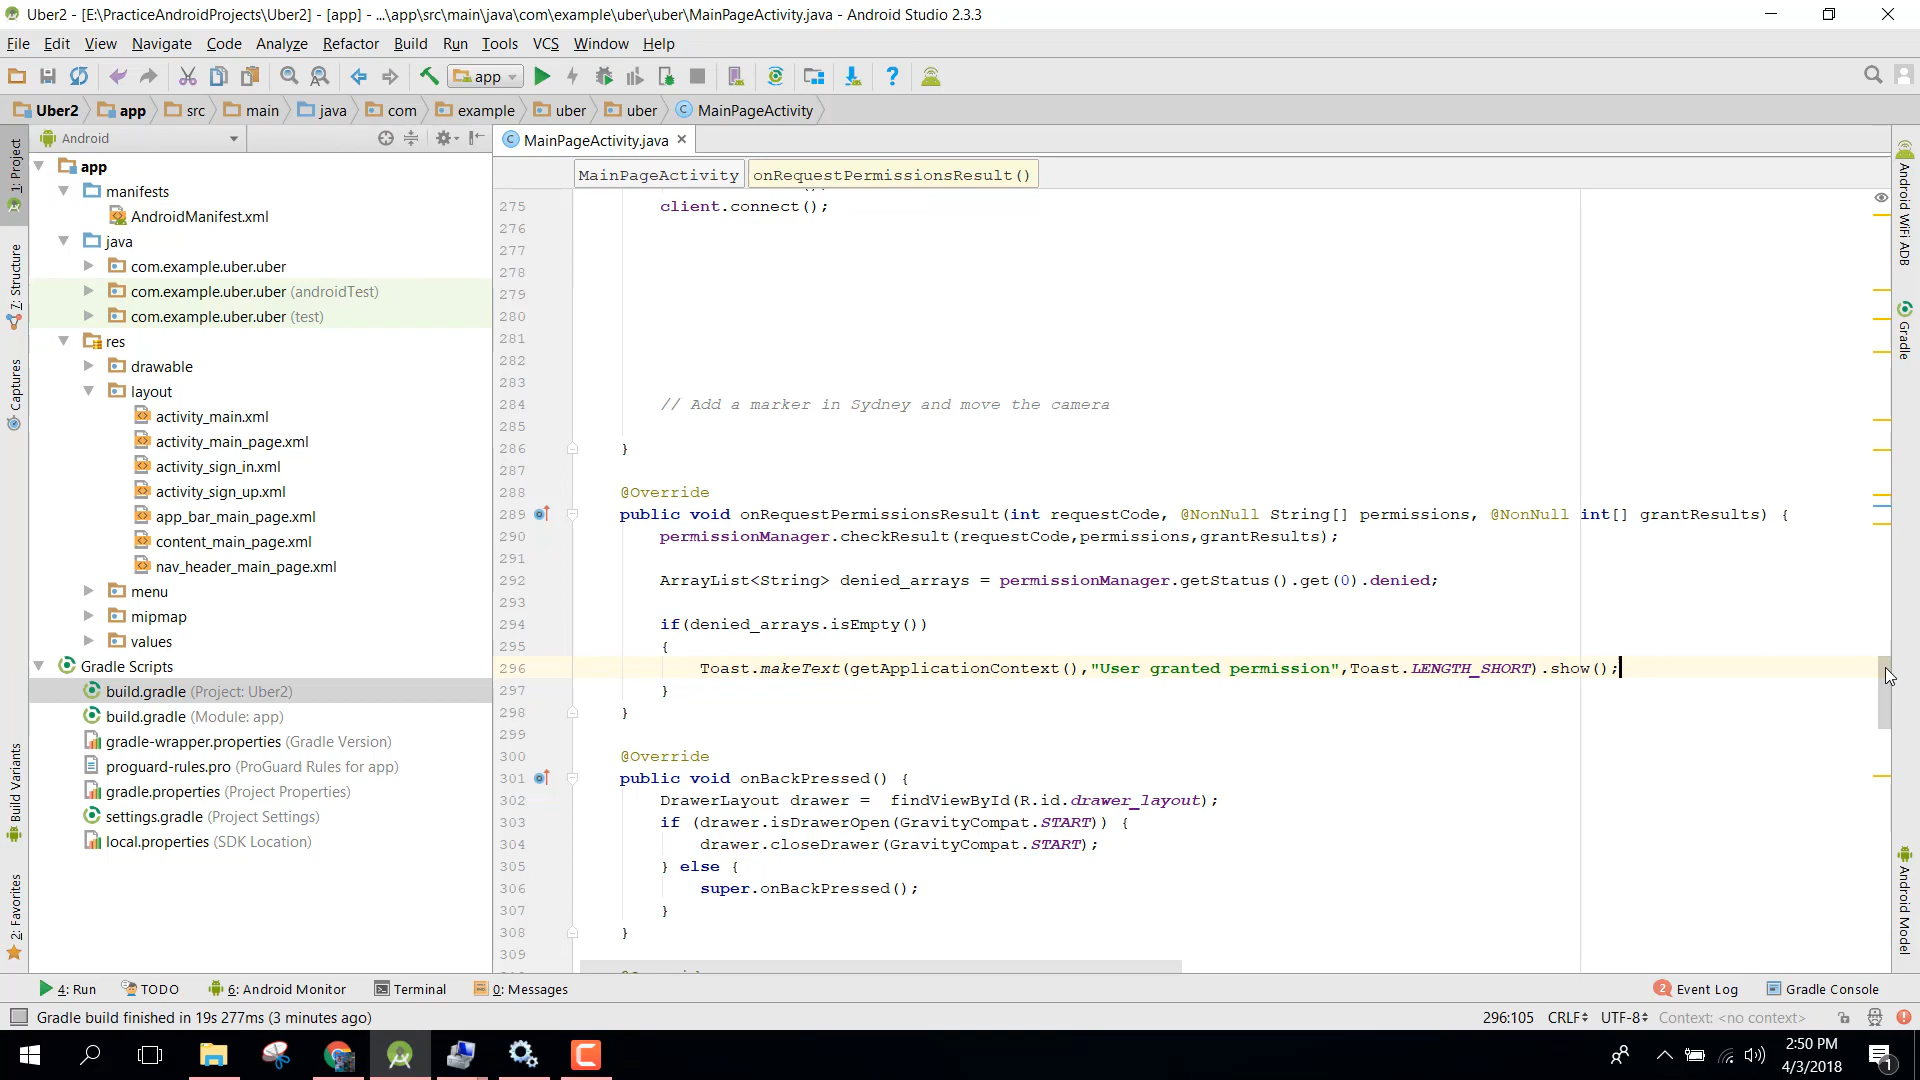 Uber2 - [E:\PracticeAndroidProjects\Uber2] - [app] - ...\app\src\main\java\com\example\uber\uber\MainPageActivity.java - Android Studio 2.3.3
File Edit View Navigate Code Analyze Refactor Build Run Tools VCS Window Help
app
Uber2 app src main java com example uber uber MainPageActivity
Android
MainPageActivity.java
MainPageActivity onRequestPermissionsResult()
1: Project
7: Structure
Captures
Build Variants
2: Favorites
app
manifests
AndroidManifest.xml
java
com.example.uber.uber
com.example.uber.uber (androidTest)
com.example.uber.uber (test)
res
drawable
layout
activity_main.xml
activity_main_page.xml
activity_sign_in.xml
activity_sign_up.xml
app_bar_main_page.xml
content_main_page.xml
nav_header_main_page.xml
menu
mipmap
values
Gradle Scripts
build.gradle (Project: Uber2)
build.gradle (Module: app)
gradle-wrapper.properties (Gradle Version)
proguard-rules.pro (ProGuard Rules for app)
gradle.properties (Project Properties)
settings.gradle (Project Settings)
local.properties (SDK Location)
275 client.connect();
276
277
278
279
280
281
282
283
284 // Add a marker in Sydney and move the camera
285
286 }
287
288 @Override
289 public void onRequestPermissionsResult(int requestCode, @NonNull String[] permissions, @NonNull int[] grantResults) {
290 permissionManager.checkResult(requestCode,permissions,grantResults);
291
292 ArrayList<String> denied_arrays = permissionManager.getStatus().get(0).denied;
293
294 if(denied_arrays.isEmpty())
295 {
296 Toast.makeText(getApplicationContext(),"User granted permission",Toast.LENGTH_SHORT).show();
297 }
298 }
299
300 @Override
301 public void onBackPressed() {
302 DrawerLayout drawer = findViewById(R.id.drawer_layout);
303 if (drawer.isDrawerOpen(GravityCompat.START)) {
304 drawer.closeDrawer(GravityCompat.START);
305 } else {
306 super.onBackPressed();
307 }
308 }
309
Android WiFi ADB
Gradle
Android Model
4: Run TODO 6: Android Monitor Terminal 0: Messages 2 Event Log Gradle Console
Gradle build finished in 19s 277ms (3 minutes ago) 296:105 CRLF UTF-8 Context: <no context>
2:50 PM
4/3/2018
1